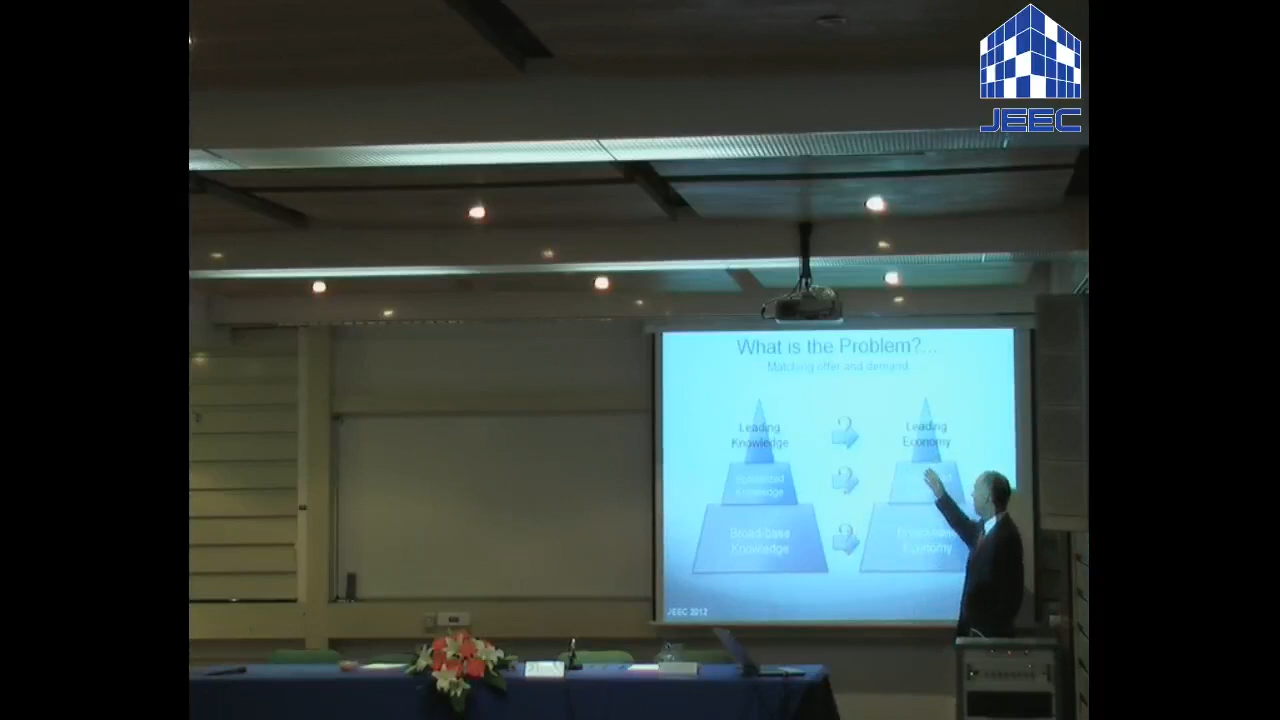 JEEC
What is the Problem?...
Matching offer and demand
Leading
Knowledge
?
Leading
Economy
Knowledge
?
Broad-base
Knowledge
?
Economy
JEEC 2012